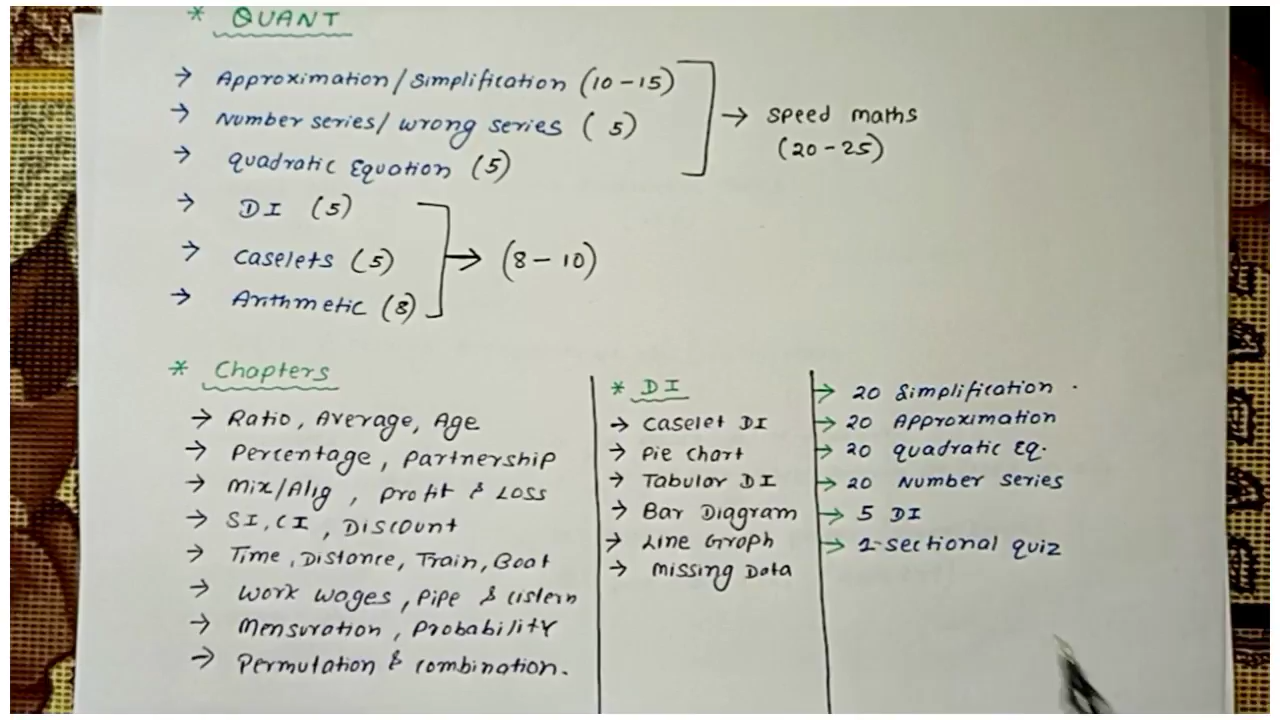 * QUANT
→ Approximation/Simplification (10-15)
→ Number series/wrong series (5)
→ quadratic Equation (5)
→ speed maths
(20-25)
→ DI (5)
→ caselets (5)
→ Arithmetic (8)
→ (8-10)
* Chapters
→ Ratio, Average, Age
→ Percentage, partnership
→ Mix/Alig, profit & Loss
→ SI, CI, Discount
→ Time, Distance, Train, Boat
→ Work wages, Pipe & cistern
→ Mensuration, Probability
→ Permutation & combination.
* DI
→ Caselet DI
→ Pie chart
→ Tabular DI
→ Bar Diagram
→ Line Graph
→ Missing Data
→ 20 Simplification
→ 20 Approximation
→ 20 quadratic Eq.
→ 20 Number series
→ 5 DI
→ 1-sectional quiz